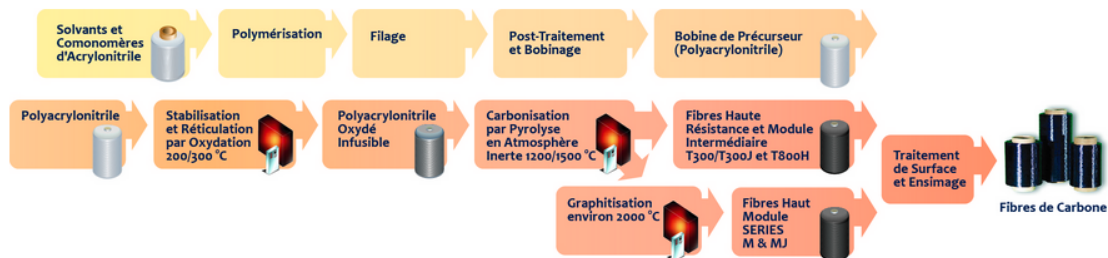 Solvants et
Comonomères
d'Acrylonitrile
Polymérisation
Filage
Post-Traitement
et Bobinage
Bobine de Précurseur
(Polyacrylonitrile)
Polyacrylonitrile
Stabilisation
et Réticulation
par Oxydation
200/300 °C
Polyacrylonitrile
Oxydé
Infusible
Carbonisation
par Pyrolyse
en Atmosphère
Inerte 1200/1500 °C
Fibres Haute
Résistance et Module
Intermédiaire
T300/T300J et T800H
Graphitisation
environ 2000 °C
Fibres Haut
Module
SERIES
M & MJ
Traitement
de Surface
et Ensimage
Fibres de Carbone